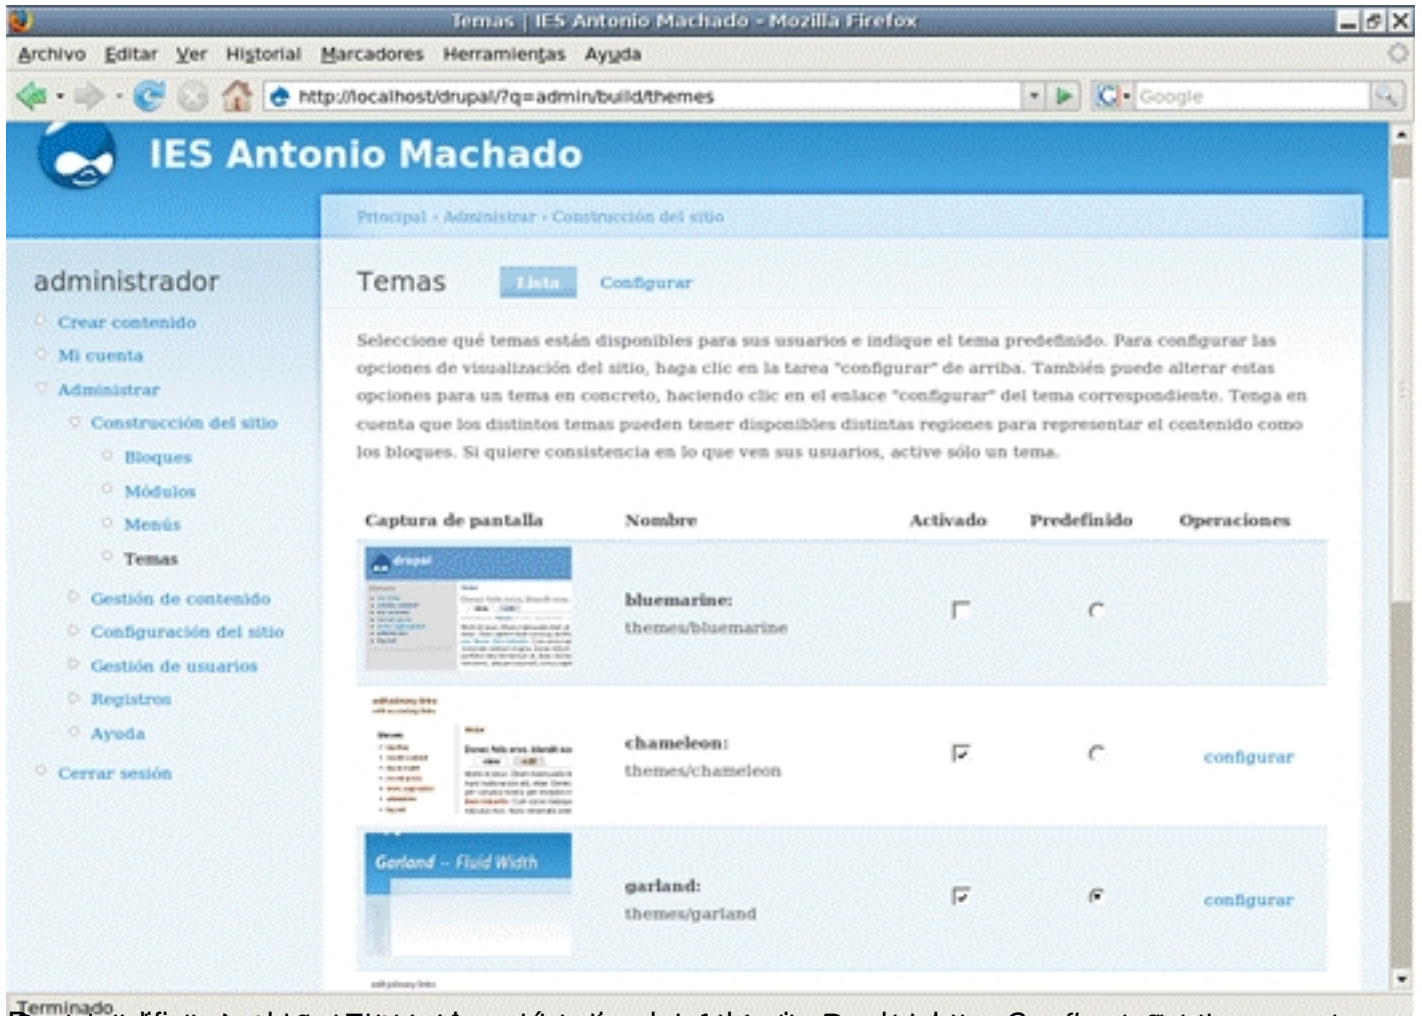 Temas | IES Antonio Machado - Mozilla Firefox
Archivo Editar Ver Historial Marcadores Herramientas Ayuda
http://localhost/drupal/?q=admin/build/themes
Google
IES Antonio Machado
Principal › Administrar › Construcción del sitio
administrador
Crear contenido
Mi cuenta
Administrar
Construcción del sitio
Bloques
Módulos
Menús
Temas
Gestión de contenido
Configuración del sitio
Gestión de usuarios
Registros
Ayuda
Cerrar sesión
Temas Lista Configurar
Seleccione qué temas están disponibles para sus usuarios e indique el tema predefinido. Para configurar las
opciones de visualización del sitio, haga clic en la tarea "configurar" de arriba. También puede alterar estas
opciones para un tema en concreto, haciendo clic en el enlace "configurar" del tema correspondiente. Tenga en
cuenta que los distintos temas pueden tener disponibles distintas regiones para representar el contenido como
los bloques. Si quiere consistencia en lo que ven sus usuarios, active sólo un tema.
Captura de pantalla Nombre Activado Predefinido Operaciones
drupal
bluemarine:
themes/bluemarine
chameleon:
themes/chameleon
configurar
Garland -- Fluid Width
garland:
themes/garland
configurar
Terminado